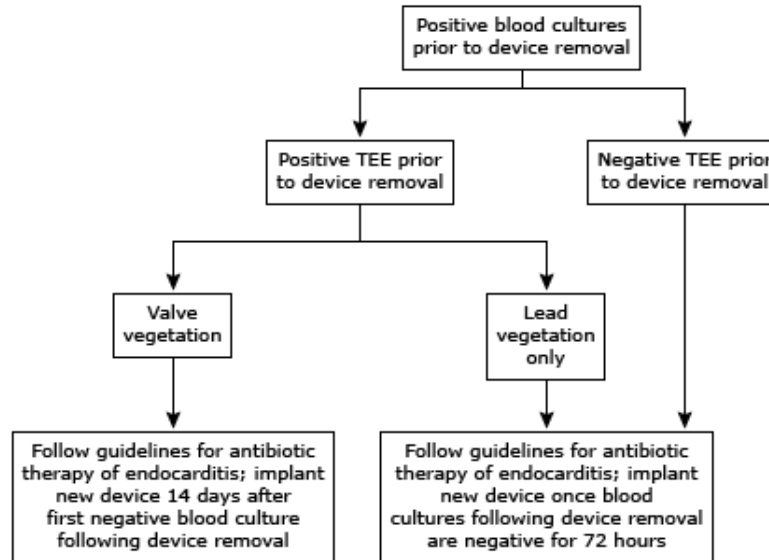 Positive blood cultures
prior to device removal
Positive TEE prior
to device removal
Negative TEE prior
to device removal
Valve
vegetation
Lead
vegetation
only
Follow guidelines for antibiotic
therapy of endocarditis; implant
new device 14 days after
first negative blood culture
following device removal
Follow guidelines for antibiotic
therapy of endocarditis; implant
new device once blood
cultures following device removal
are negative for 72 hours